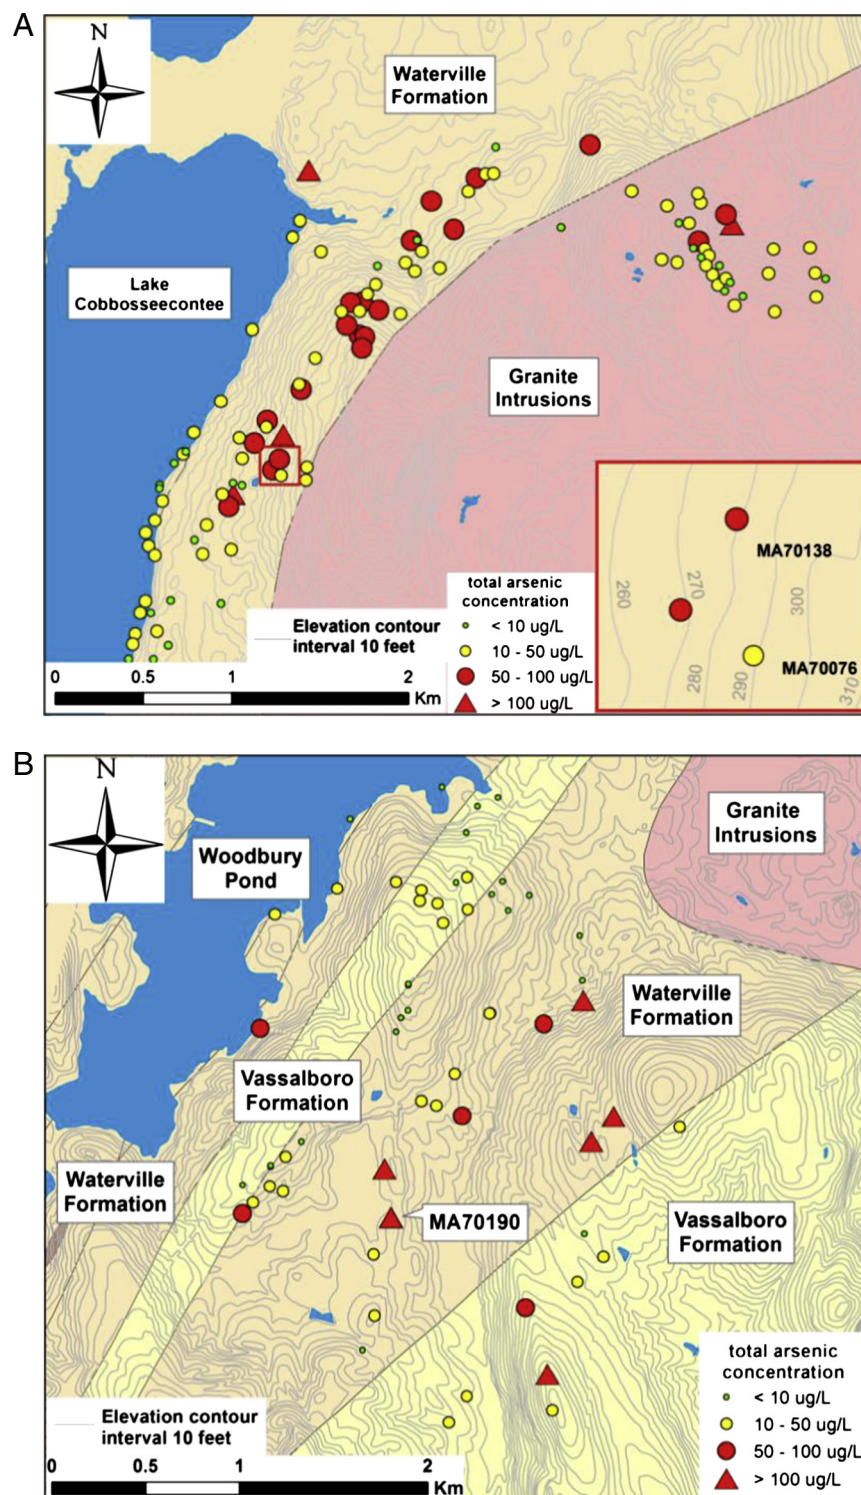 A
N
Waterville
Formation
Lake
Cobbosseecontee
Granite
Intrusions
MA70138
260
270
300
MA70076
280
290
310
total arsenic
concentration
< 10 ug/L
10 - 50 ug/L
50 - 100 ug/L
> 100 ug/L
Elevation contour
interval 10 feet
0 0.5 1 2 Km
B
N
Granite
Intrusions
Woodbury
Pond
Waterville
Formation
Vassalboro
Formation
Waterville
Formation
MA70190
Vassalboro
Formation
total arsenic
concentration
< 10 ug/L
10 - 50 ug/L
50 - 100 ug/L
> 100 ug/L
Elevation contour
interval 10 feet
0 0.5 1 2 Km